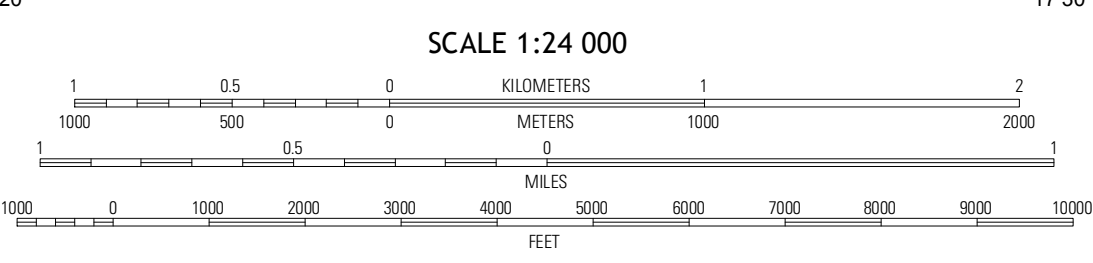 20 17'30"
SCALE 1:24 000
1 0.5 0 KILOMETERS 1 2
1000 500 0 METERS 1000 2000
1 0.5 0 1
MILES
1000 0 1000 2000 3000 4000 5000 6000 7000 8000 9000 10000
FEET